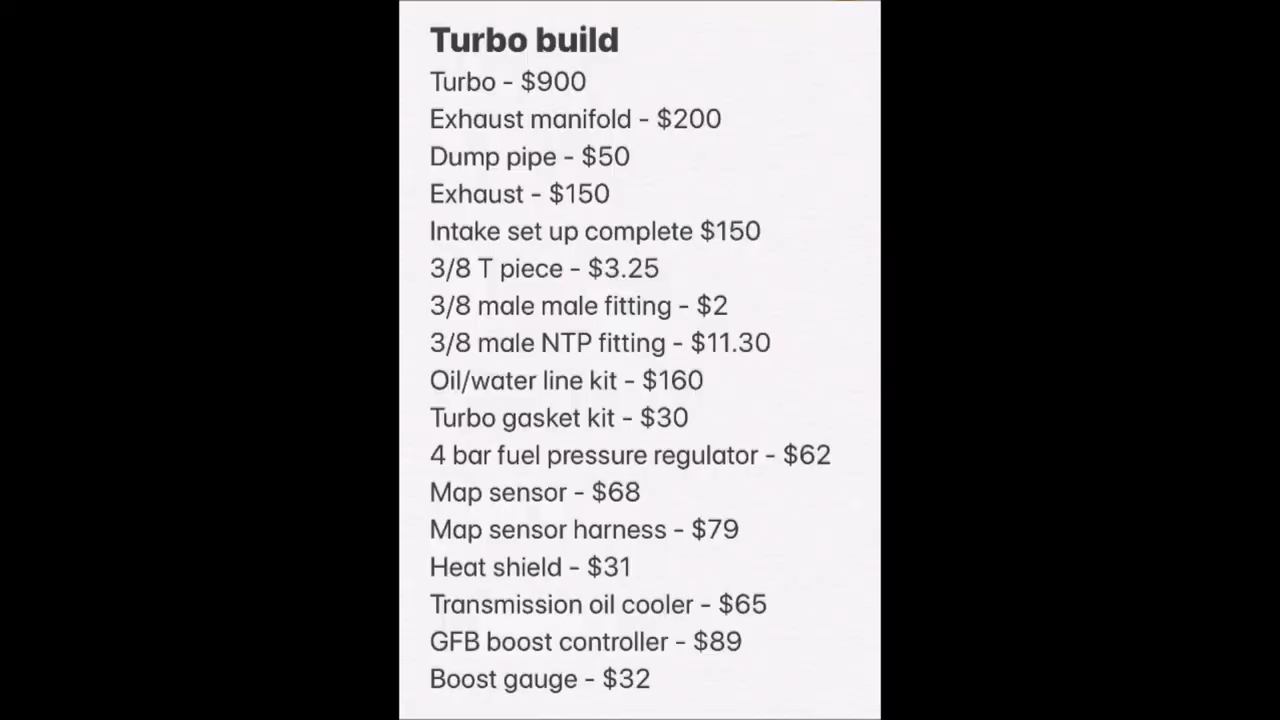 Turbo build
Turbo - $900
Exhaust manifold - $200
Dump pipe - $50
Exhaust - $150
Intake set up complete $150
3/8 T piece - $3.25
3/8 male male fitting - $2
3/8 male NTP fitting - $11.30
Oil/water line kit - $160
Turbo gasket kit - $30
4 bar fuel pressure regulator - $62
Map sensor - $68
Map sensor harness - $79
Heat shield - $31
Transmission oil cooler - $65
GFB boost controller - $89
Boost gauge - $32